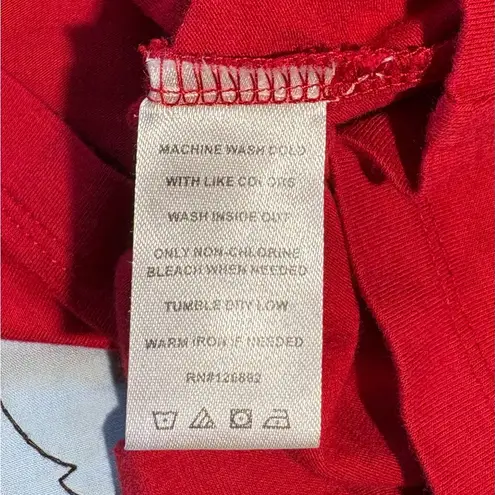 MACHINE WASH COLD
WITH LIKE COLORS
WASH INSIDE OUT
ONLY NON-CHLORINE
BLEACH WHEN NEEDED
TUMBLE DRY LOW
WARM IRON IF NEEDED
RN#126892